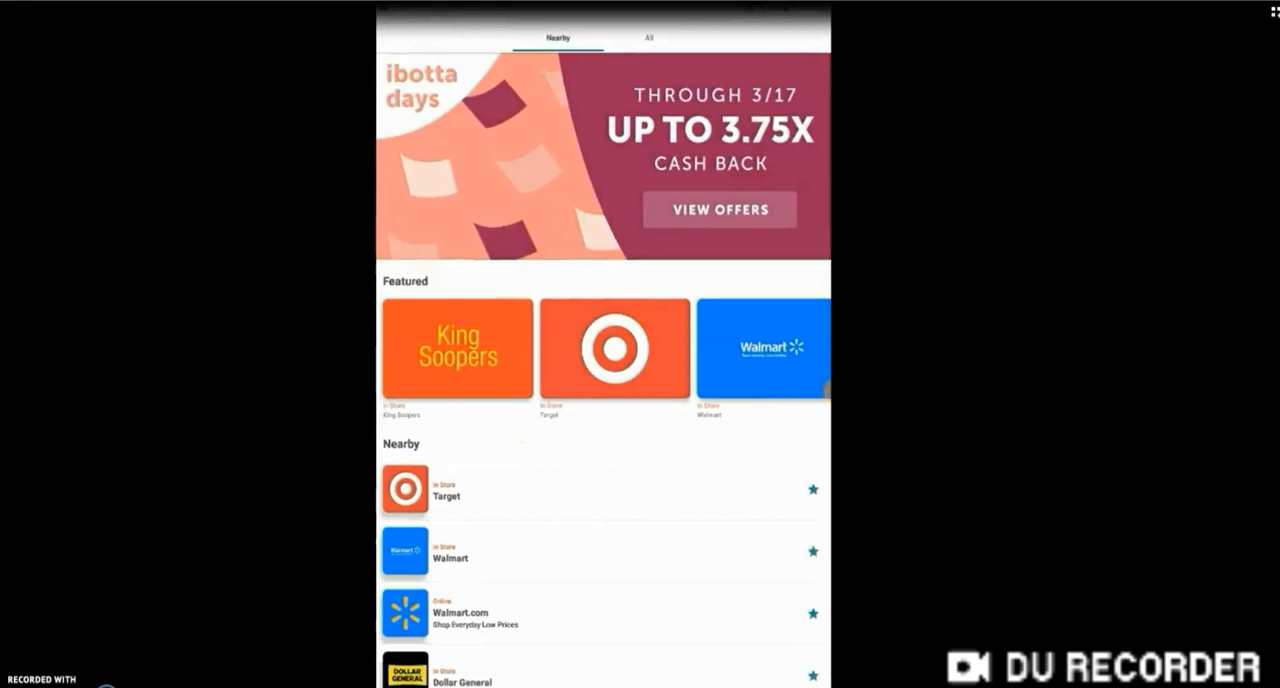 Nearby
All
ibotta
days
THROUGH 3/17
UP TO 3.75X
CASH BACK
VIEW OFFERS
Featured
King
Soopers
Walmart
In Store
King Soopers
In Store
Target
In Store
Walmart
Nearby
In Store
Target
Walmart
In Store
Walmart
Online
Walmart.com
Shop Everyday Low Prices
DOLLAR
GENERAL
In Store
Dollar General
RECORDED WITH
DU RECORDER